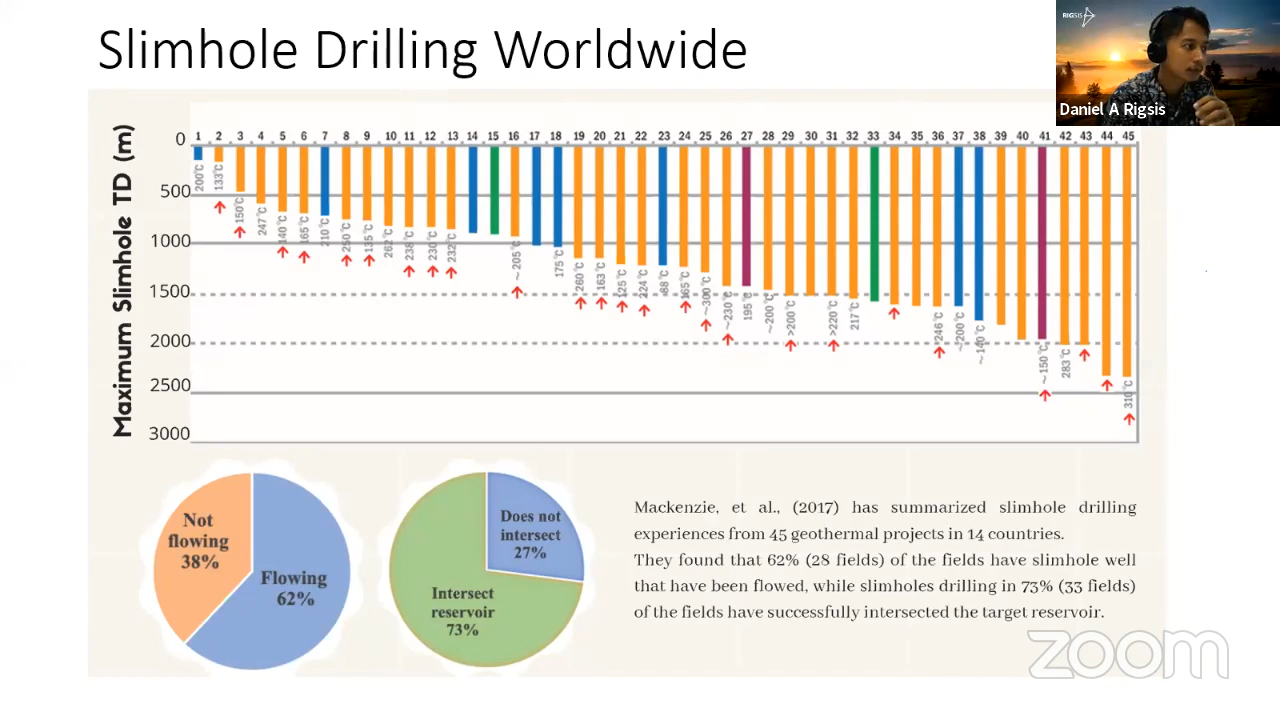 Slimhole Drilling Worldwide
RIGSIS
Daniel A Rigsis
Maximum Slimhole TD (m)
1 2 3 4 5 6 7 8 9 10 11 12 13 14 15 16 17 18 19 20 21 22 23 24 25 26 27 28 29 30 31 32 33 34 35 36 37 38 39 40 41 42 43 44 45
0
500
1000
1500
2000
2500
3000
200°C
133°C
150°C
247°C
140°C
165°C
210°C
250°C
135°C
262°C
238°C
230°C
232°C
~ 205°C
175°C
260°C
163°C
125°C
224°C
88°C
165°C
~300°C
~230°C
195°C
~200°C
>200°C
>220°C
217°C
246°C
~200°C
~140°C
~ 150°C
283°C
310°C
Not
flowing
38%
Flowing
62%
Does not
intersect
27%
Intersect
reservoir
73%
Mackenzie, et al., (2017) has summarized slimhole drilling
experiences from 45 geothermal projects in 14 countries.
They found that 62% (28 fields) of the fields have slimhole well
that have been flowed, while slimholes drilling in 73% (33 fields)
of the fields have successfully intersected the target reservoir.
zoom